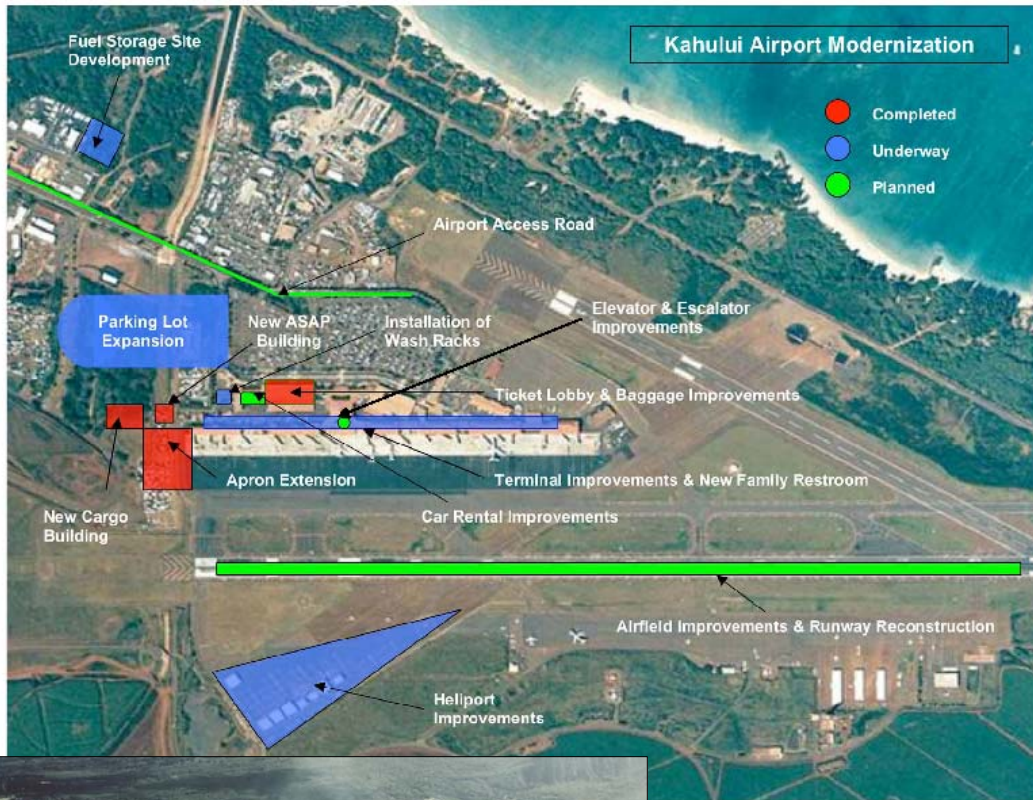 Kahului Airport Modernization
Fuel Storage Site
Development
Completed
Underway
Planned
Airport Access Road
Parking Lot
Expansion
New ASAP
Building
Installation of
Wash Racks
Elevator & Escalator
Improvements
Ticket Lobby & Baggage Improvements
Apron Extension
Terminal Improvements & New Family Restroom
New Cargo
Building
Car Rental Improvements
Airfield Improvements & Runway Reconstruction
Heliport
Improvements